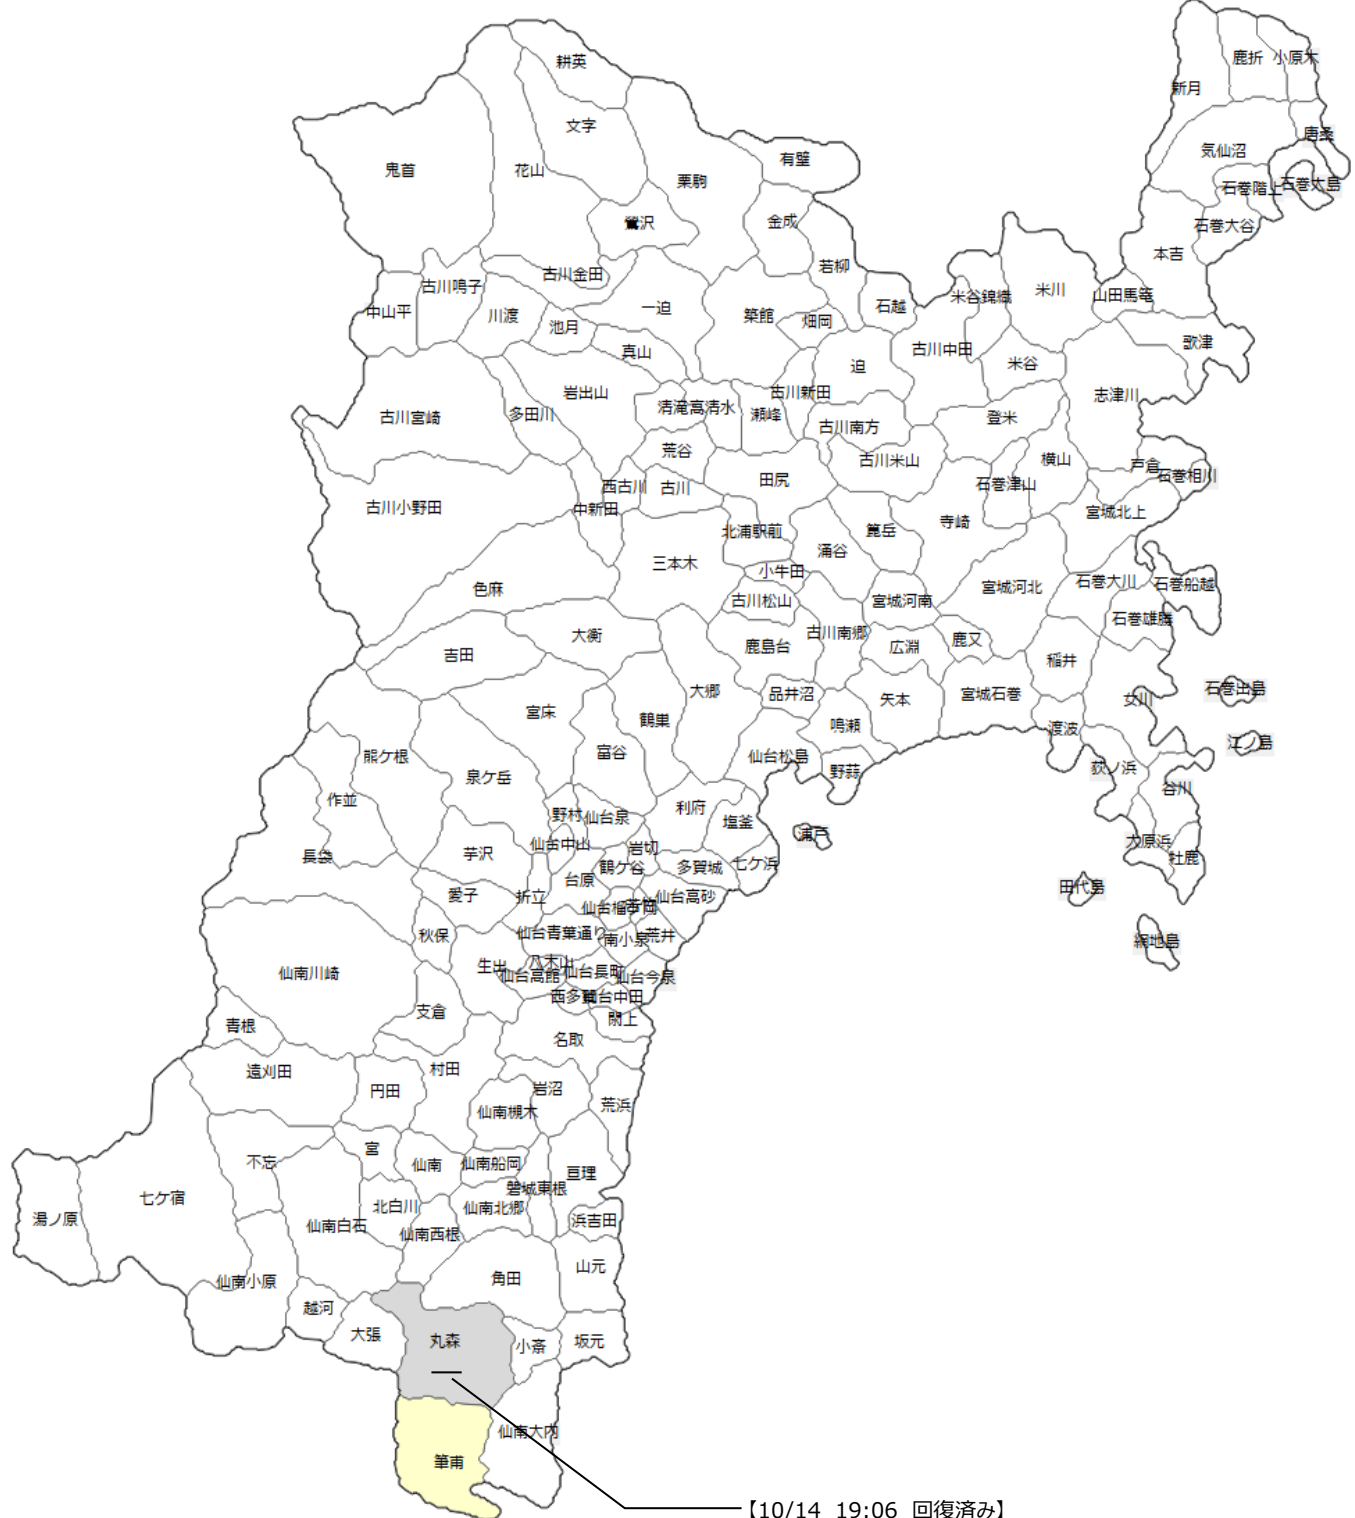 耕英
鹿折
小原木
新月
文字
唐桑
有壁
気仙沼
鬼首
花山
栗駒
石巻階上
石巻大島
鶯沢
金成
石巻大谷
本吉
若柳
古川金田
古川鳴子
米川
米谷錦織
山田馬篭
中山平
川渡
池月
一迫
築館
畑岡
石越
歌津
古川中田
真山
迫
米谷
岩出山
古川新田
志津川
古川宮崎
多田川
清滝
高清水
瀬峰
登米
古川南方
荒谷
古川米山
横山
戸倉
石巻相川
田尻
石巻津山
西古川
古川
古川小野田
中新田
宮城北上
寺崎
北浦駅前
箟岳
涌谷
三本木
小牛田
色麻
古川松山
宮城河南
宮城河北
石巻大川
石巻船越
石巻雄勝
大衡
古川南郷
鹿又
吉田
鹿島台
広淵
稲井
大郷
品井沼
矢本
宮城石巻
石巻出島
女川
宮床
鶴巣
鳴瀬
渡波
江ノ島
富谷
仙台松島
熊ケ根
野蒜
荻ノ浜
泉ケ岳
谷川
作並
利府
野村
仙台泉
塩釜
浦戸
仙台中山
岩切
大原浜
長袋
芋沢
鶴ケ谷
多賀城
七ケ浜
牡鹿
台原
田代島
愛子
折立
仙台高砂
仙台榴ヶ岡
秋保
仙台青葉通り
南小泉
荒井
網地島
仙南川崎
生出
八木山
仙台高館
仙台長町
仙台今泉
西多賀
仙台中田
支倉
閖上
青根
名取
遠刈田
村田
円田
岩沼
荒浜
仙南槻木
宮
不忘
仙南
仙南船岡
亘理
磐城東根
七ケ宿
北白川
仙南北郷
湯ノ原
仙南白石
浜吉田
仙南西根
山元
仙南小原
角田
越河
大張
丸森
小斎
坂元
仙南大内
筆甫
【10/14 19:06 回復済み】